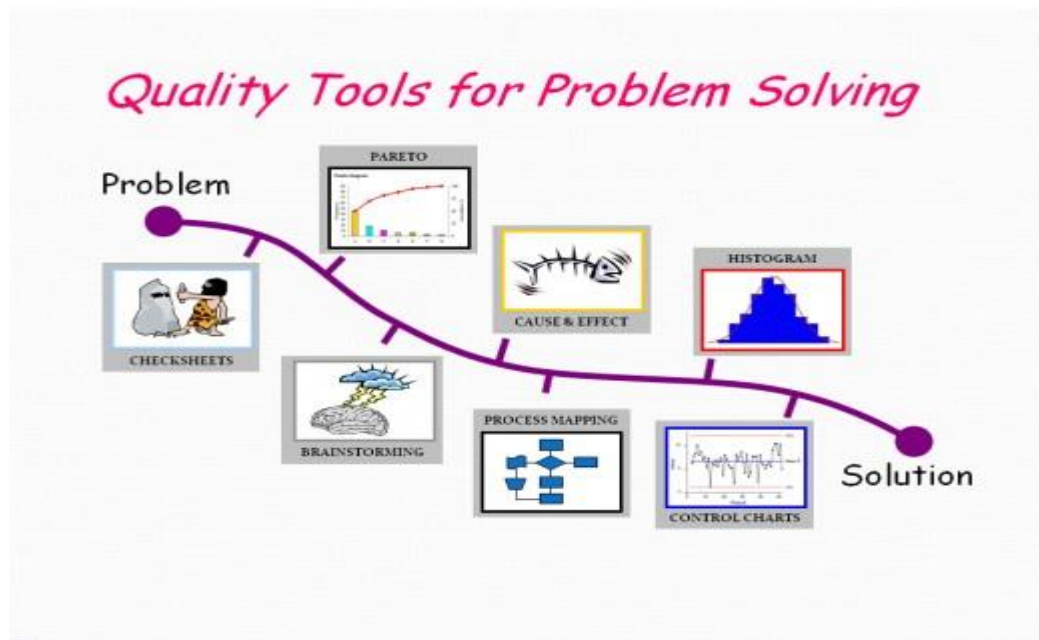 Quality Tools for Problem Solving
Problem
PARETO
CHECKSHEETS
BRAINSTORMING
CAUSE & EFFECT
PROCESS MAPPING
HISTOGRAM
CONTROL CHARTS
Solution